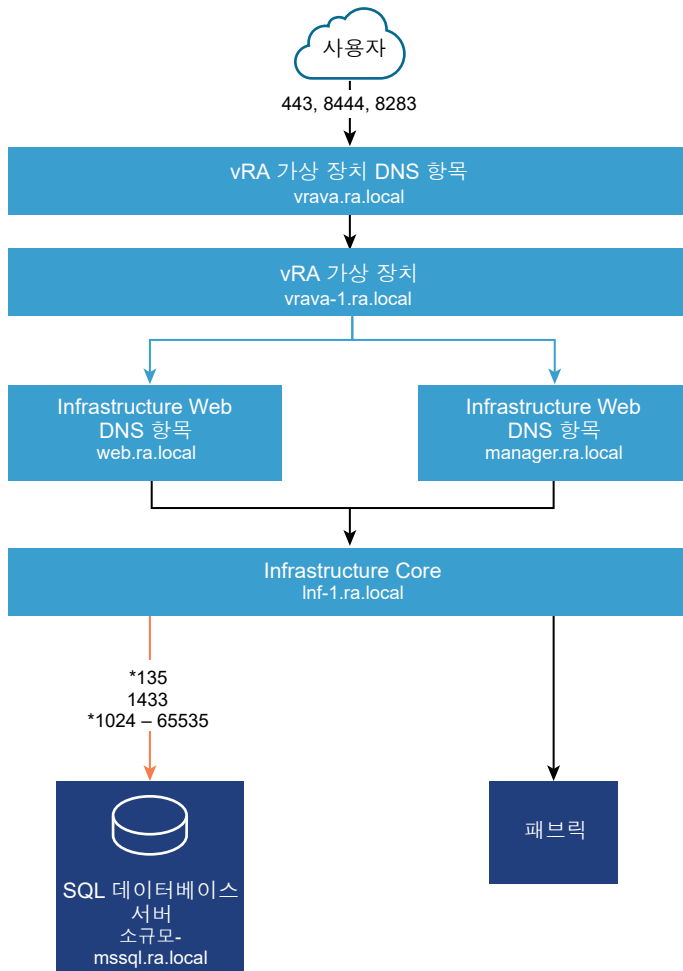 사용자
443, 8444, 8283
vRA 가상 장치 DNS 항목
vrava.ra.local
vRA 가상 장치
vrava-1.ra.local
Infrastructure Web
DNS 항목
web.ra.local
Infrastructure Web
DNS 항목
manager.ra.local
Infrastructure Core
Inf-1.ra.local
*135
1433
*1024 – 65535
SQL 데이터베이스
서버
소규모-
mssql.ra.local
패브릭